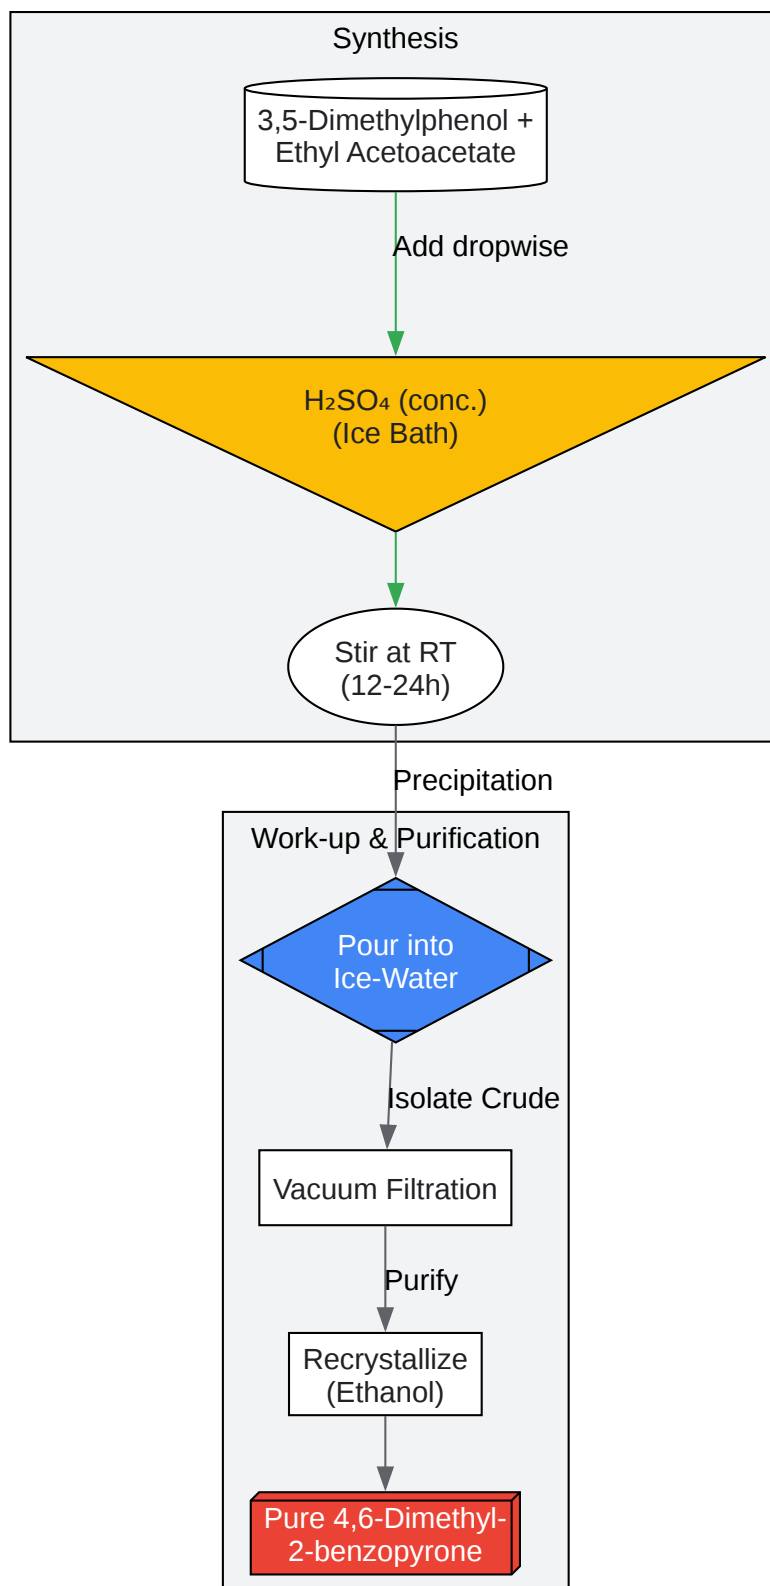 Synthesis
3,5-Dimethylphenol +
Ethyl Acetoacetate
Add dropwise
H₂SO₄ (conc.)
(Ice Bath)
Stir at RT
(12-24h)
Precipitation
Work-up & Purification
Pour into
Ice-Water
Isolate Crude
Vacuum Filtration
Purify
Recrystallize
(Ethanol)
Pure 4,6-Dimethyl-
2-benzopyrone